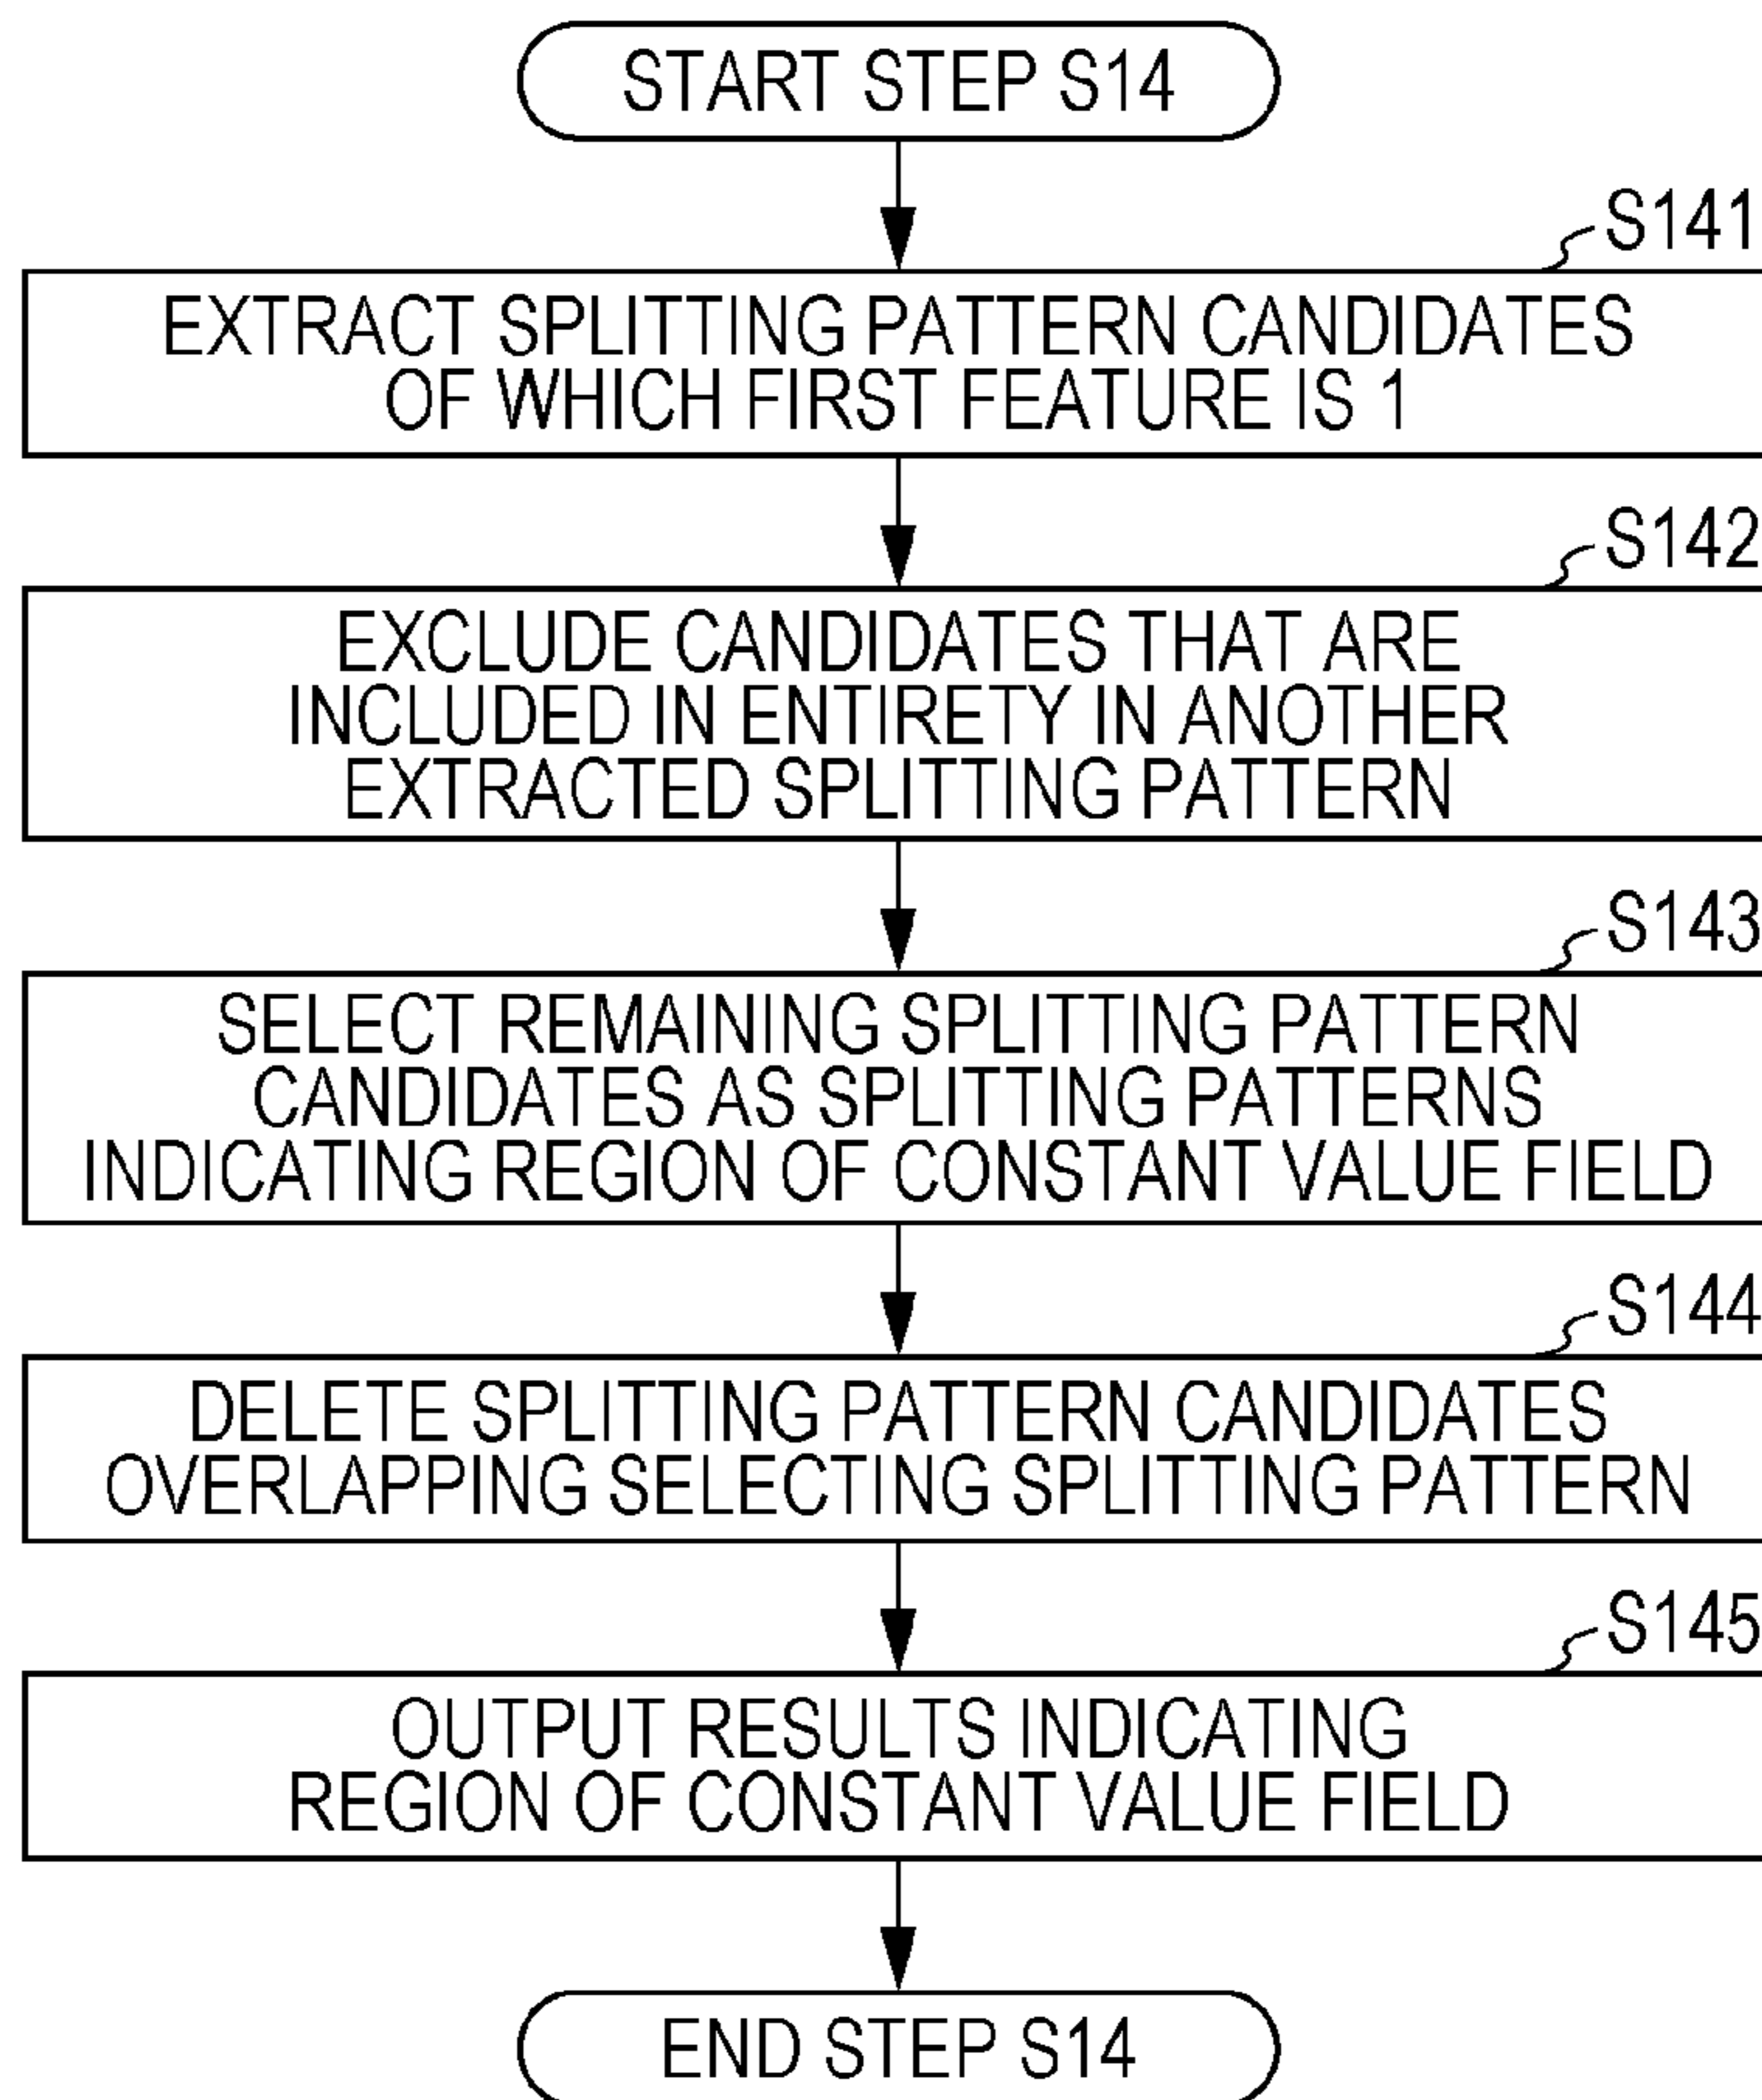 START STEP S14
S141
EXTRACT SPLITTING PATTERN CANDIDATES
OF WHICH FIRST FEATURE IS 1
S142
EXCLUDE CANDIDATES THAT ARE
INCLUDED IN ENTIRETY IN ANOTHER
EXTRACTED SPLITTING PATTERN
S143
SELECT REMAINING SPLITTING PATTERN
CANDIDATES AS SPLITTING PATTERNS
INDICATING REGION OF CONSTANT VALUE FIELD
S144
DELETE SPLITTING PATTERN CANDIDATES
OVERLAPPING SELECTING SPLITTING PATTERN
S145
OUTPUT RESULTS INDICATING
REGION OF CONSTANT VALUE FIELD
END STEP S14